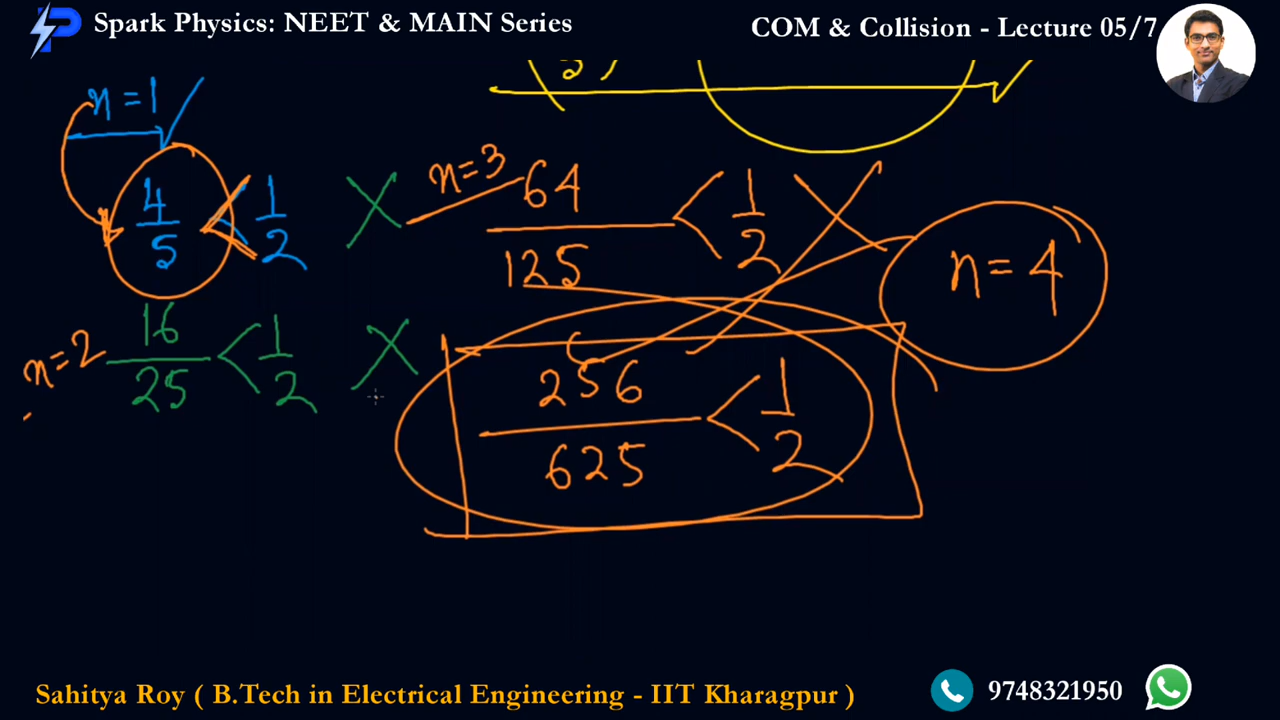 Spark Physics: NEET & MAIN Series
COM & Collision - Lecture 05/7
n = 1
4/5 < 1/2
n = 2
16/25 < 1/2
n = 3
64/125 < 1/2
256/625 < 1/2
n = 4
Sahitya Roy ( B.Tech in Electrical Engineering - IIT Kharagpur )
9748321950